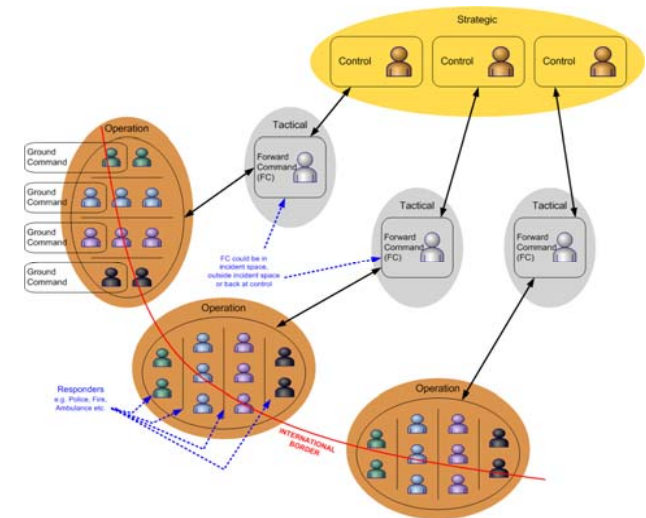 Strategic
Control
Control
Control
Operation
Ground
Command
Ground
Command
Ground
Command
Ground
Command
Tactical
Forward
Command
(FC)
Tactical
Forward
Command
(FC)
Tactical
Forward
Command
(FC)
FC could be in
incident space,
outside incident space
or back at control
Operation
Responders
e.g. Police, Fire,
Ambulance etc.
INTERNATIONAL
BORDER
Operation